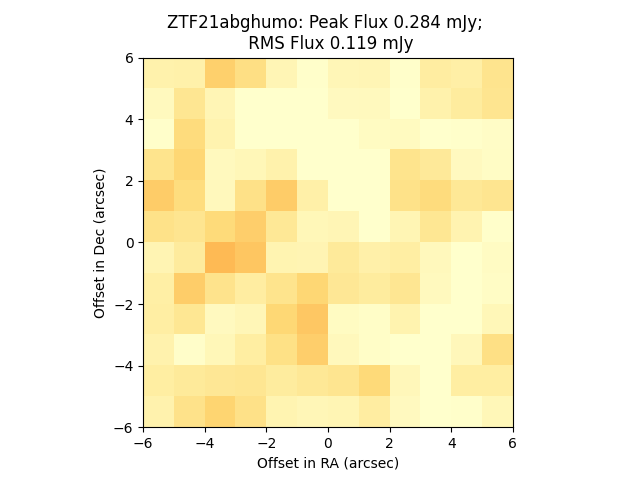 ZTF21abghumo: Peak Flux 0.284 mJy;
RMS Flux 0.119 mJy
6
4
2
0
−2
−4
−6
Offset in Dec (arcsec)
−6 −4 −2 0 2 4 6
Offset in RA (arcsec)